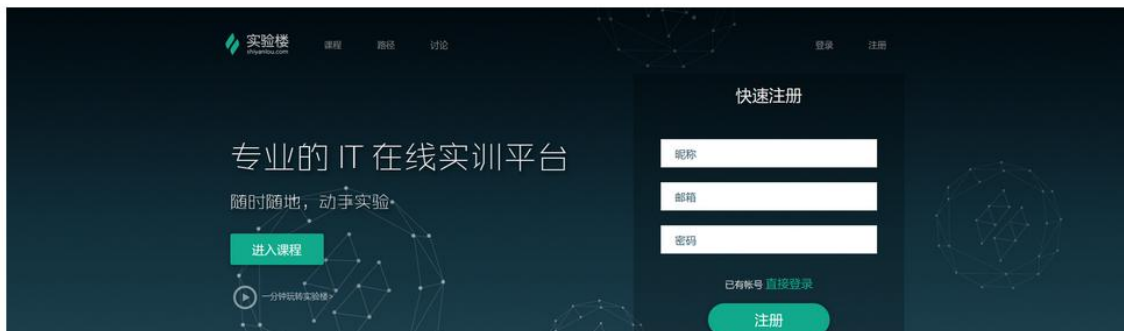 实验楼
shiyanlou.com
课程 路径 讨论 登录 注册
专业的 IT 在线实训平台
随时随地，动手实验
进入课程
一分钟玩转实验楼>
快速注册
昵称
邮箱
密码
已有帐号 直接登录
注册